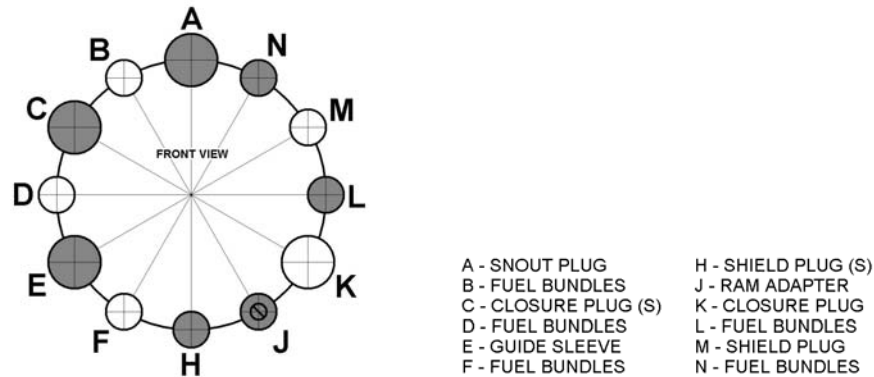 A
B
N
C
M
FRONT VIEW
D
L
E
K
F
J
H
A - SNOUT PLUG
B - FUEL BUNDLES
C - CLOSURE PLUG (S)
D - FUEL BUNDLES
E - GUIDE SLEEVE
F - FUEL BUNDLES
H - SHIELD PLUG (S)
J - RAM ADAPTER
K - CLOSURE PLUG
L - FUEL BUNDLES
M - SHIELD PLUG
N - FUEL BUNDLES